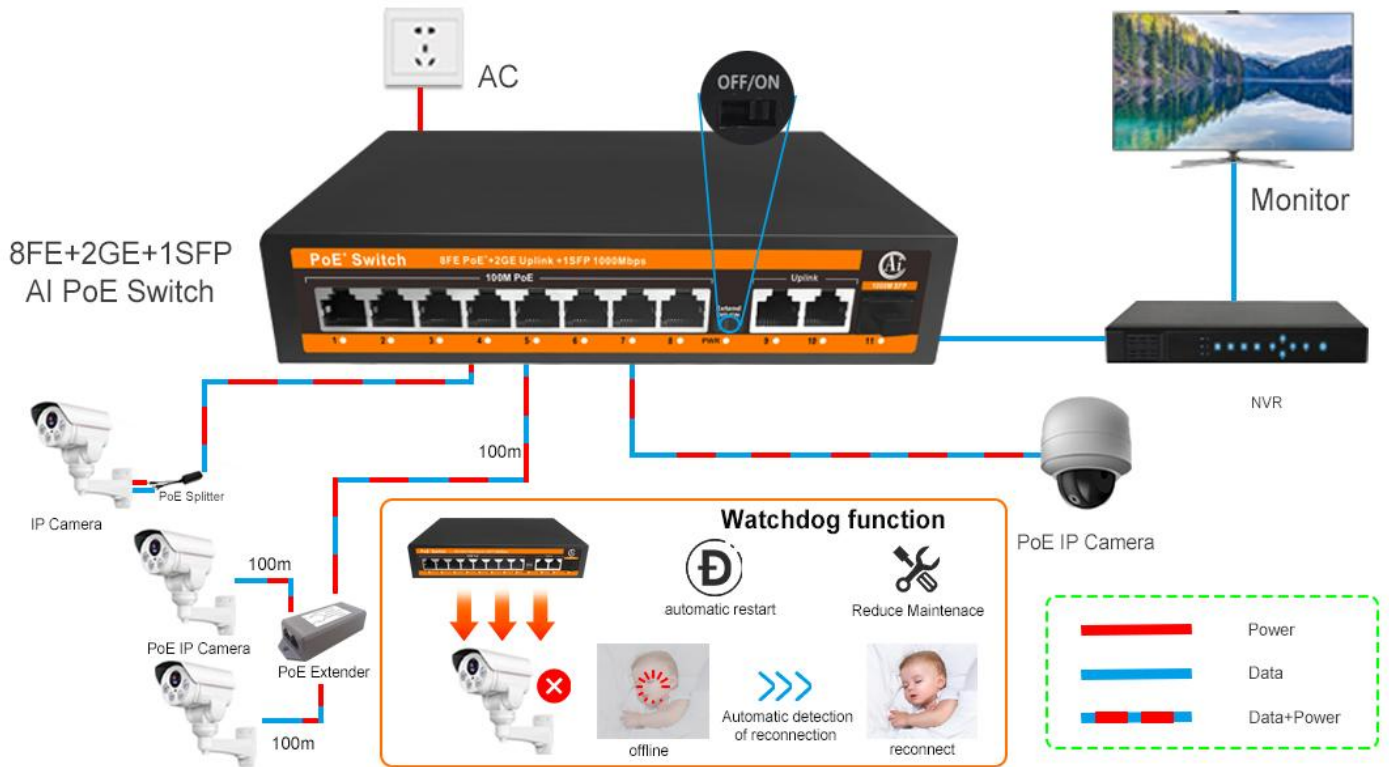 AC
OFF/ON
Monitor
8FE+2GE+1SFP
AI PoE Switch
PoE+ Switch
8FE PoE++2GE Uplink +1SFP 1000Mbps
100M PoE
Uplink
1000M SFP
1 2 3 4 5 6 7 8 PWR 9 10 11
NVR
100m
PoE Splitter
IP Camera
PoE IP Camera
100m
PoE IP Camera
PoE Extender
100m
Watchdog function
automatic restart
Reduce Maintenace
offline
Automatic detection
of reconnection
reconnect
Power
Data
Data+Power